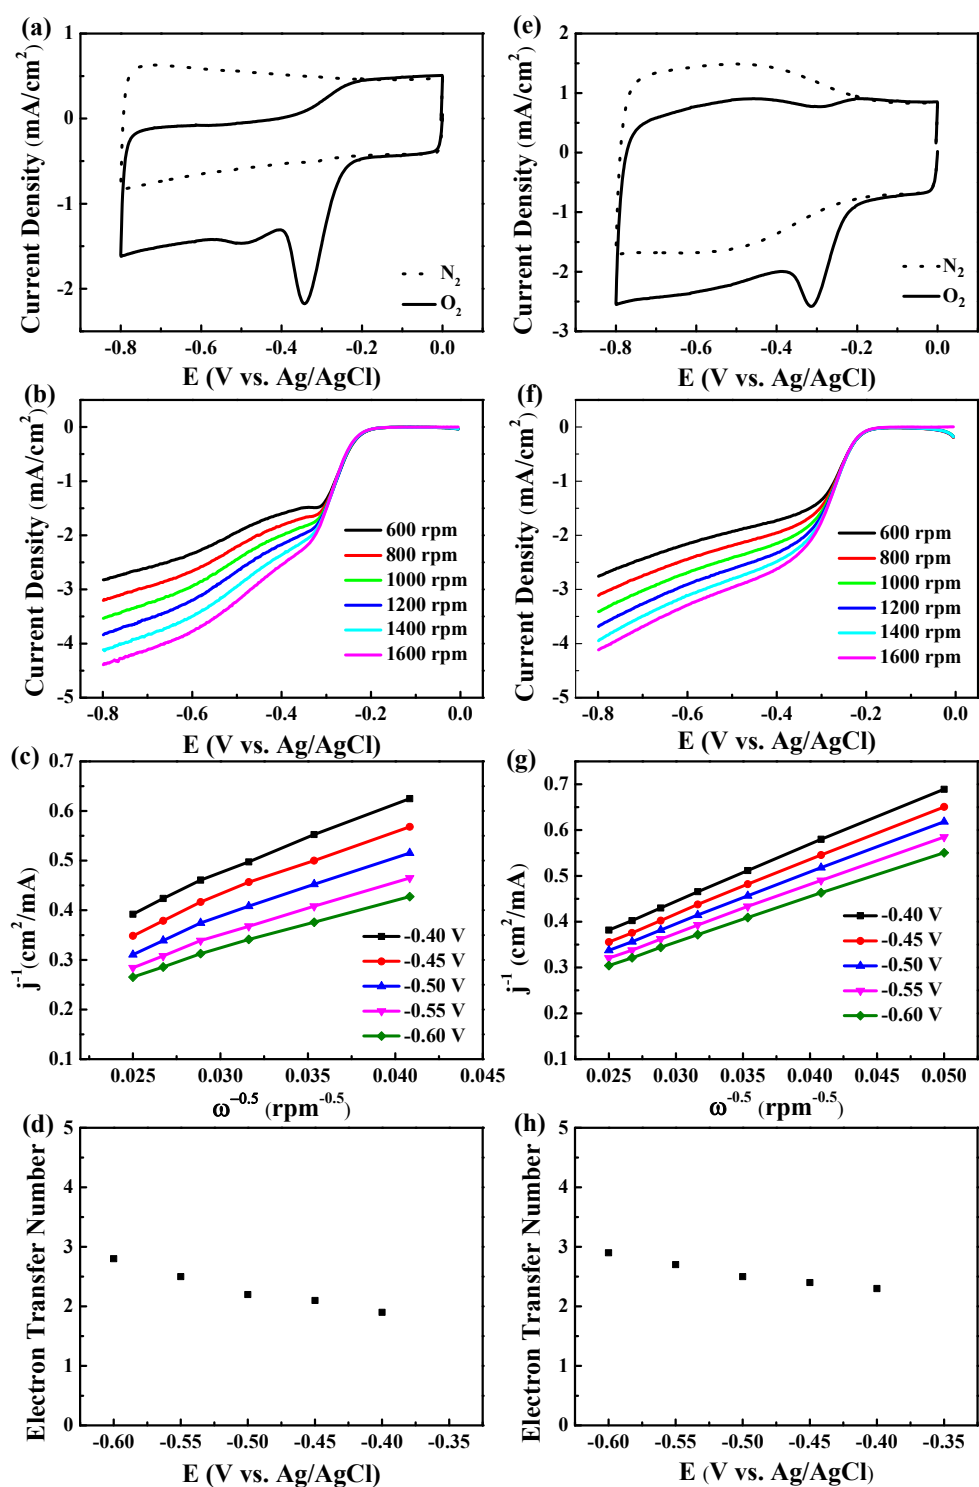 (a)
Current Density (mA/cm²)
1
0
-1
-2
N₂
O₂
-0.8 -0.6 -0.4 -0.2 0.0
E (V vs. Ag/AgCl)
(e)
Current Density (mA/cm²)
2
1
0
-1
-2
-3
N₂
O₂
-0.8 -0.6 -0.4 -0.2 0.0
E (V vs. Ag/AgCl)
(b)
Current Density (mA/cm²)
0
-1
-2
-3
-4
-5
600 rpm
800 rpm
1000 rpm
1200 rpm
1400 rpm
1600 rpm
-0.8 -0.6 -0.4 -0.2 0.0
E (V vs. Ag/AgCl)
(f)
Current Density (mA/cm²)
0
-1
-2
-3
-4
-5
600 rpm
800 rpm
1000 rpm
1200 rpm
1400 rpm
1600 rpm
-0.8 -0.6 -0.4 -0.2 0.0
E (V vs. Ag/AgCl)
(c)
j⁻¹(cm²/mA)
0.7
0.6
0.5
0.4
0.3
0.2
0.1
-0.40 V
-0.45 V
-0.50 V
-0.55 V
-0.60 V
0.025 0.030 0.035 0.040 0.045
ω⁻⁰·⁵ (rpm⁻⁰·⁵)
(g)
j⁻¹ (cm²/mA)
0.7
0.6
0.5
0.4
0.3
0.2
0.1
-0.40 V
-0.45 V
-0.50 V
-0.55 V
-0.60 V
0.025 0.030 0.035 0.040 0.045 0.050
ω⁻⁰·⁵ (rpm⁻⁰·⁵)
(d)
Electron Transfer Number
5
4
3
2
1
0
-0.60 -0.55 -0.50 -0.45 -0.40 -0.35
E (V vs. Ag/AgCl)
(h)
Electron Transfer Number
5
4
3
2
1
0
-0.60 -0.55 -0.50 -0.45 -0.40 -0.35
E (V vs. Ag/AgCl)